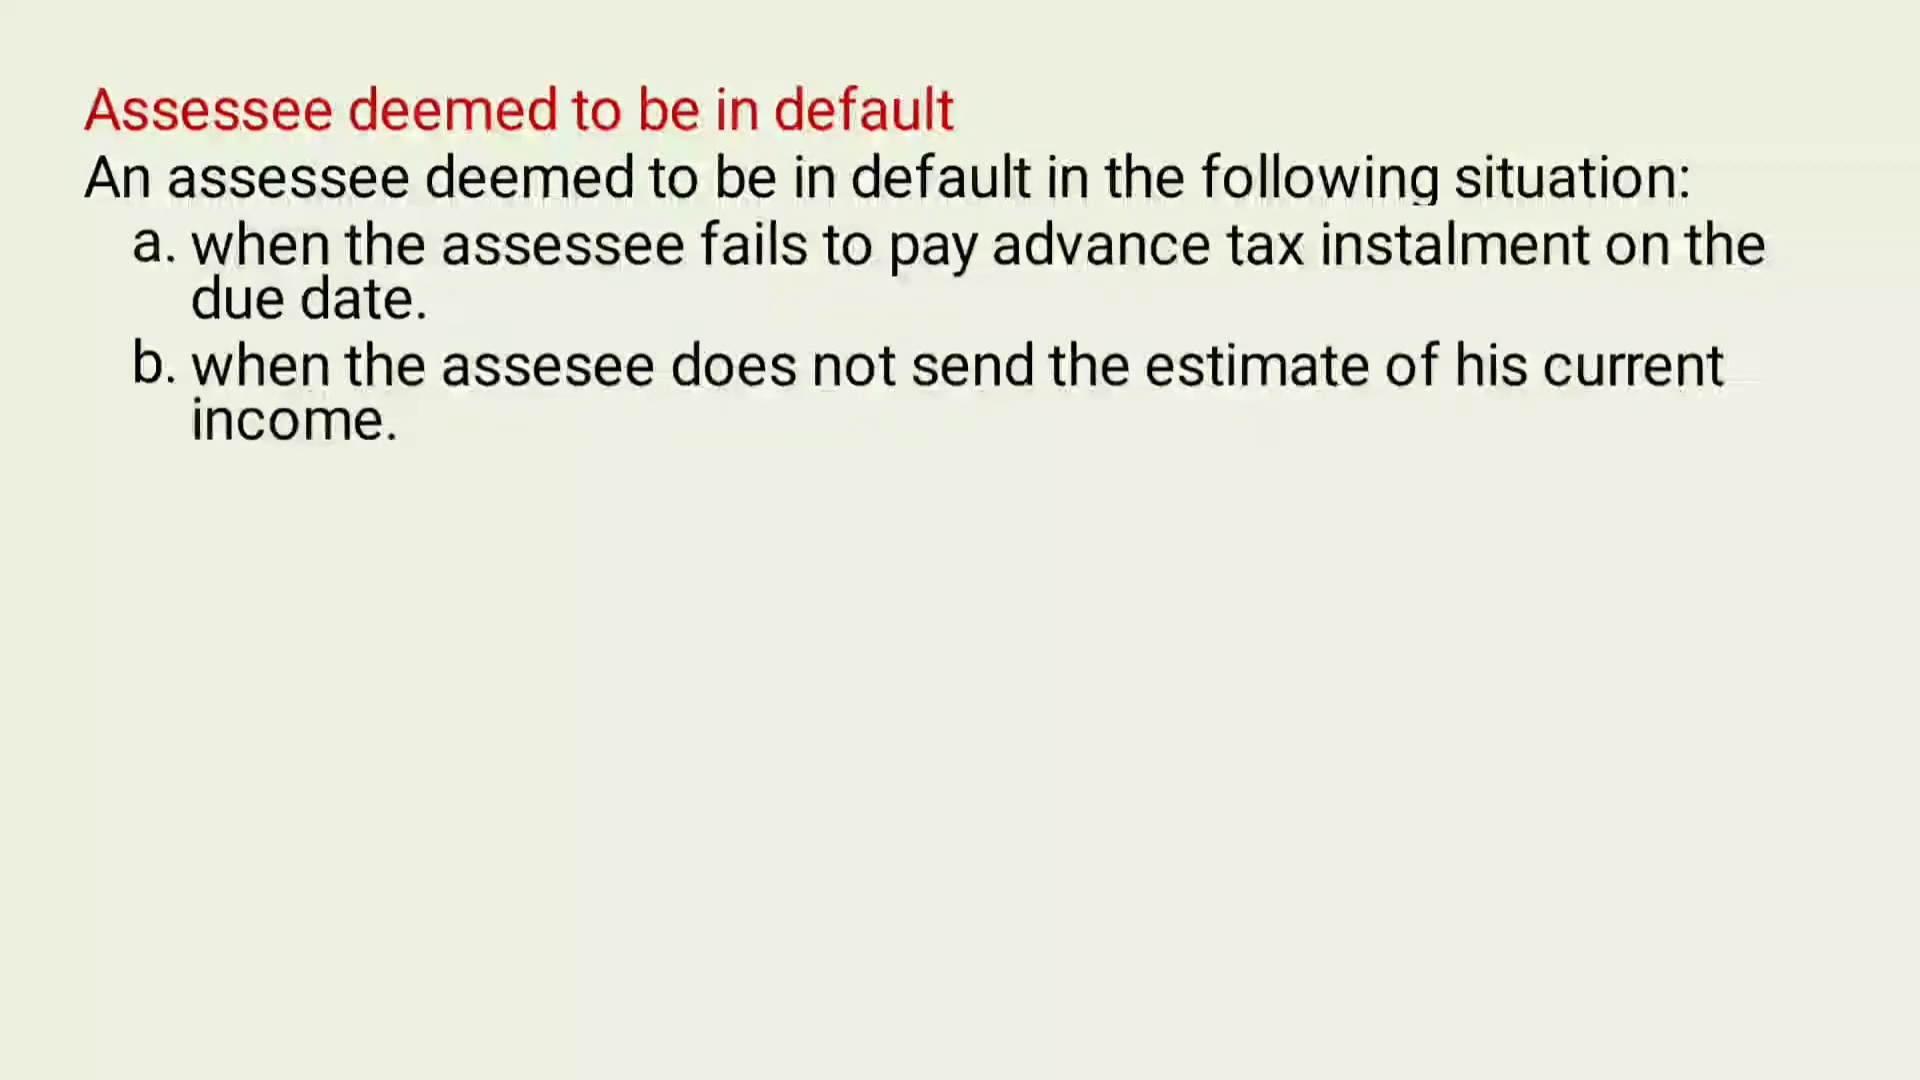 Assessee deemed to be in default
An assessee deemed to be in default in the following situation:
a. when the assessee fails to pay advance tax instalment on the
due date.
b. when the assesee does not send the estimate of his current
income.